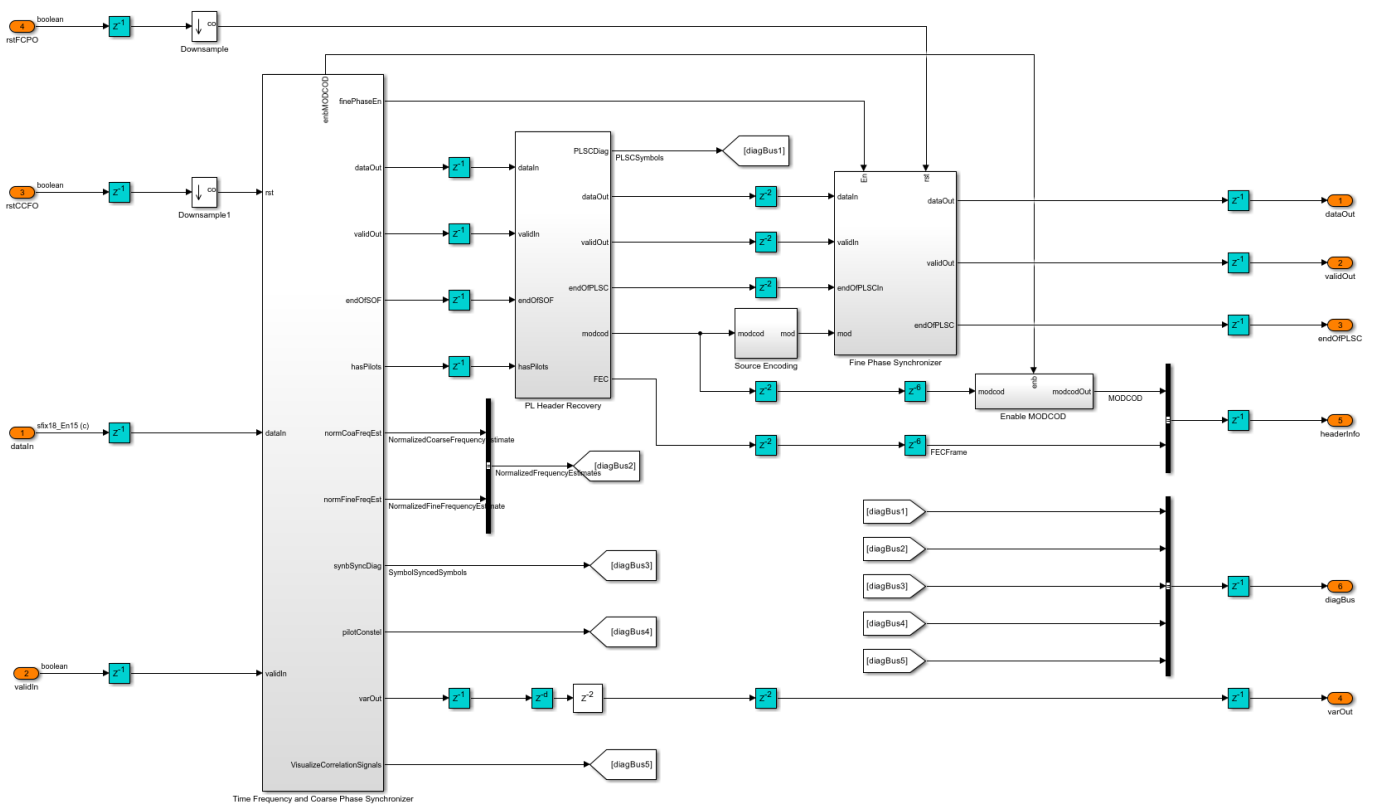 4
boolean
rstFCPO
z-1
co
Downsample
3
boolean
rstCCFO
z-1
co
Downsample1
1
sfix18_En15 (c)
dataIn
z-1
2
boolean
validIn
z-1
enbMODCOD
rst
dataIn
validIn
finePhaseEn
dataOut
validOut
endOfSOF
hasPilots
normCoaFreqEst
normFineFreqEst
synbSyncDiag
pilotConstel
varOut
VisualizeCorrelationSignals
Time Frequency and Coarse Phase Synchronizer
z-1
z-1
z-1
z-1
dataIn
validIn
endOfSOF
hasPilots
PLSCDiag
dataOut
validOut
endOfPLSC
modcod
FEC
PL Header Recovery
PLSCSymbols
[diagBus1]
NormalizedCoarseFrequencyEstimate
NormalizedFineFrequencyEstimate
NormalizedFrequencyEstimates
[diagBus2]
SymbolSyncedSymbols
[diagBus3]
[diagBus4]
[diagBus5]
z-2
z-2
z-2
modcod
mod
Source Encoding
En
rst
dataIn
validIn
endOfPLSCIn
mod
dataOut
validOut
endOfPLSC
Fine Phase Synchronizer
z-2
z-6
modcod
enb
modcodOut
Enable MODCOD
MODCOD
z-2
z-6
FECFrame
z-1
1
dataOut
z-1
2
validOut
z-1
3
endOfPLSC
z-1
5
headerInfo
[diagBus1]
[diagBus2]
[diagBus3]
[diagBus4]
[diagBus5]
z-1
6
diagBus
z-1
z-d
z-2
z-2
z-1
4
varOut